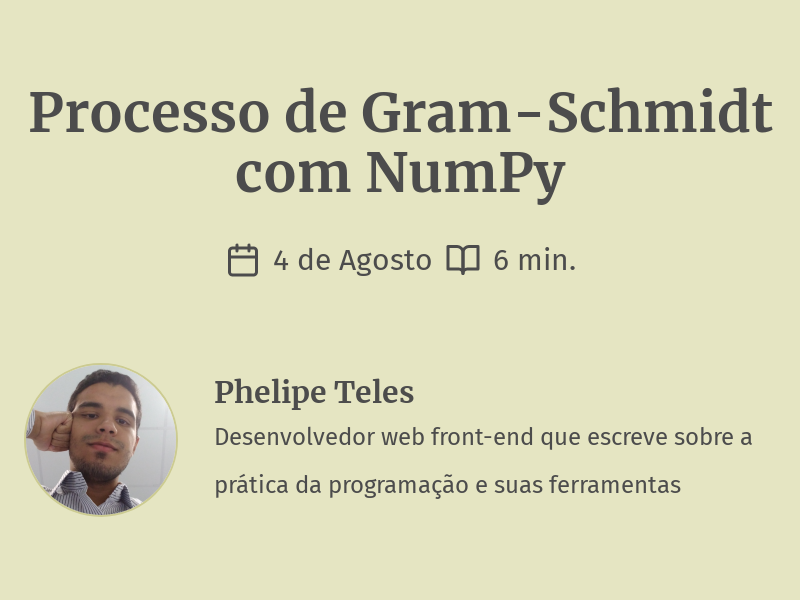 Processo de Gram-Schmidt
com NumPy
4 de Agosto 6 min.
Phelipe Teles
Desenvolvedor web front-end que escreve sobre a
prática da programação e suas ferramentas